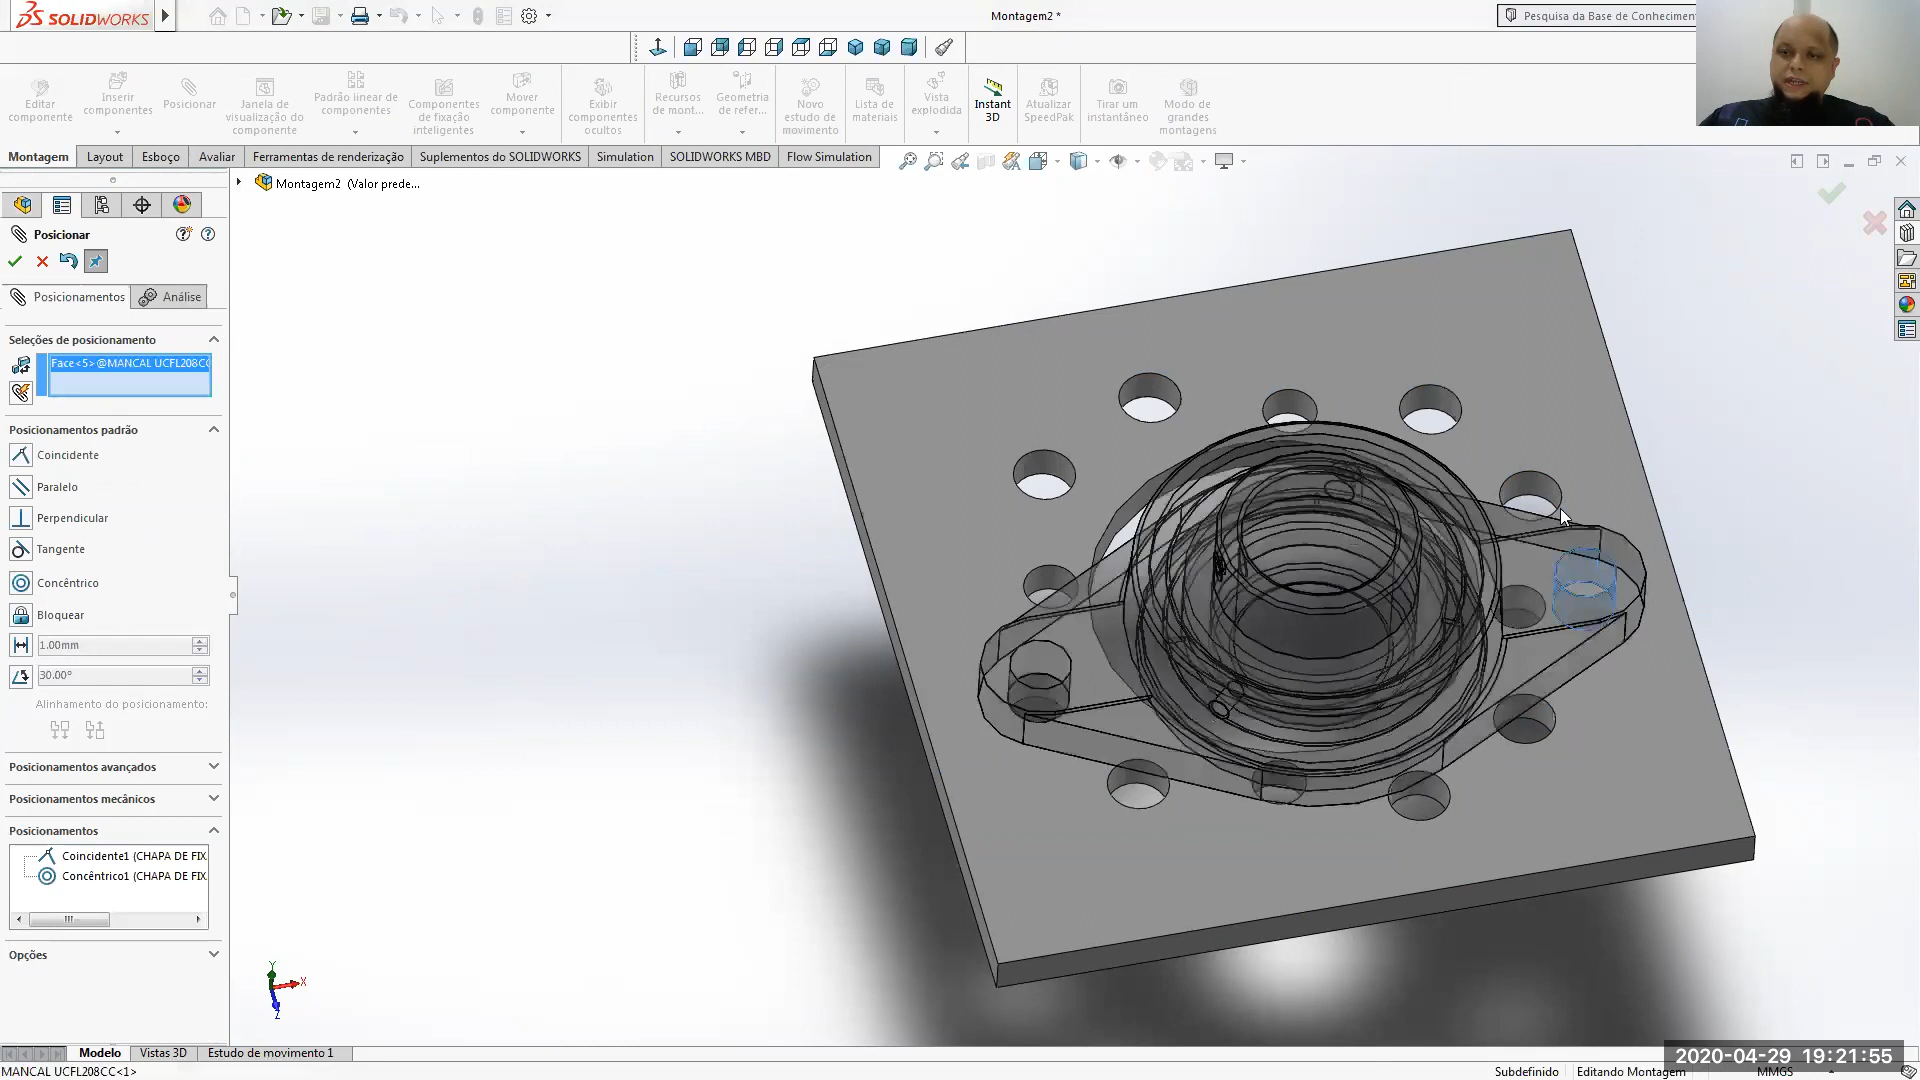 SOLIDWORKS
Montagem2 *
Pesquisa da Base de Conhecimen
Editar componente
Inserir componentes
Posicionar
Janela de visualização do componente
Padrão linear de componentes
Componentes de fixação inteligentes
Mover componente
Exibir componentes ocultos
Recursos de mont...
Geometria de refer...
Novo estudo de movimento
Lista de materiais
Vista explodida
Instant 3D
Atualizar SpeedPak
Tirar um instantâneo
Modo de grandes montagens
Montagem
Layout
Esboço
Avaliar
Ferramentas de renderização
Suplementos do SOLIDWORKS
Simulation
SOLIDWORKS MBD
Flow Simulation
Montagem2 (Valor prede...
Posicionar
Posicionamentos
Análise
Seleções de posicionamento
Face<5>@MANCAL UCFL208CC
Posicionamentos padrão
Coincidente
Paralelo
Perpendicular
Tangente
Concêntrico
Bloquear
1.00mm
30.00°
Alinhamento do posicionamento:
Posicionamentos avançados
Posicionamentos mecânicos
Posicionamentos
Coincidente1 (CHAPA DE FIX
Concêntrico1 (CHAPA DE FIX
Opções
Y
X
Z
Modelo
Vistas 3D
Estudo de movimento 1
2020-04-29 19:21:55
MANCAL UCFL208CC<1>
Subdefinido
Editando Montagem
MMGS